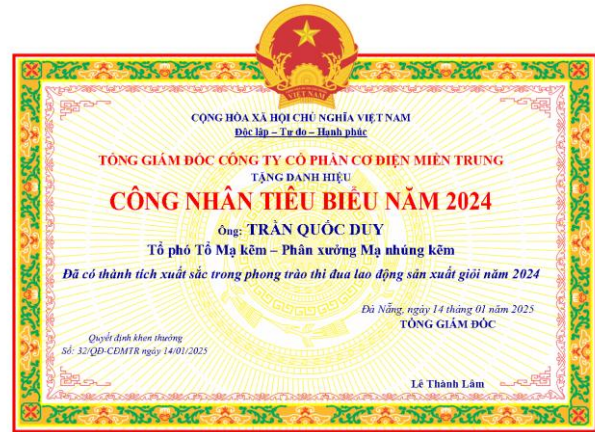 VIỆT NAM
CỘNG HÒA XÃ HỘI CHỦ NGHĨA VIỆT NAM
Độc lập – Tự do – Hạnh phúc
TỔNG GIÁM ĐỐC CÔNG TY CỔ PHẦN CƠ ĐIỆN MIỀN TRUNG
TẶNG DANH HIỆU
CÔNG NHÂN TIÊU BIỂU NĂM 2024
Ông: TRẦN QUỐC DUY
Tổ phó Tổ Mạ kẽm – Phân xưởng Mạ nhúng kẽm
Đã có thành tích xuất sắc trong phong trào thi đua lao động sản xuất giỏi năm 2024
Đà Nẵng, ngày 14 tháng 01 năm 2025
TỔNG GIÁM ĐỐC
Quyết định khen thưởng
Số: 32/QĐ-CĐMTR ngày 14/01/2025
Lê Thành Lâm